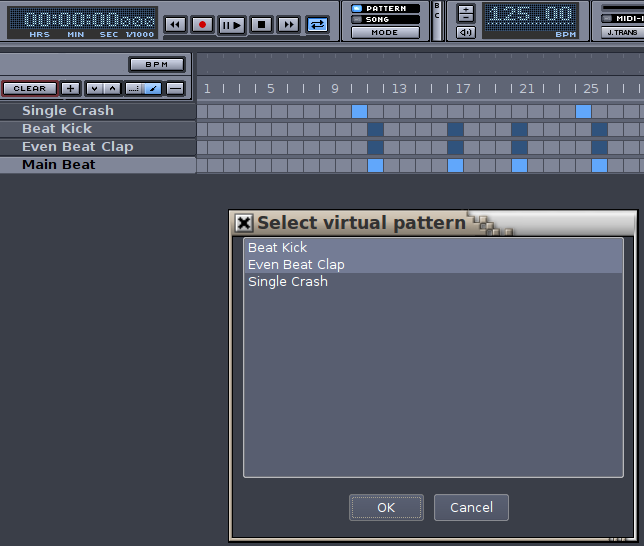 00:00:00:000
HRS MIN SEC 1/1000
PATTERN
SONG
MODE
B
C
125.00
BPM
MIDI-
J.TRANS
BPM
CLEAR
1 5 9 13 17 21 25
Single Crash
Beat Kick
Even Beat Clap
Main Beat
Select virtual pattern
Beat Kick
Even Beat Clap
Single Crash
OK Cancel